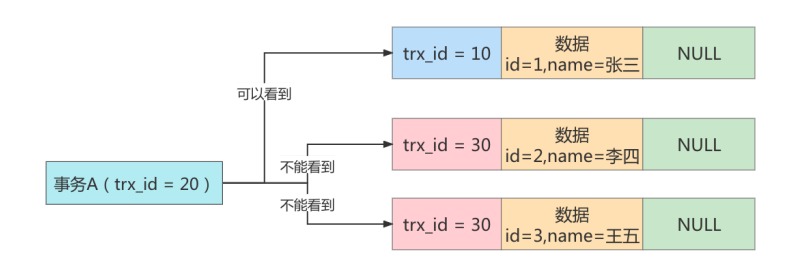 trx_id = 10
数据
id=1,name=张三
NULL
可以看到
trx_id = 30
数据
id=2,name=李四
NULL
不能看到
事务A（trx_id = 20）
不能看到
trx_id = 30
数据
id=3,name=王五
NULL